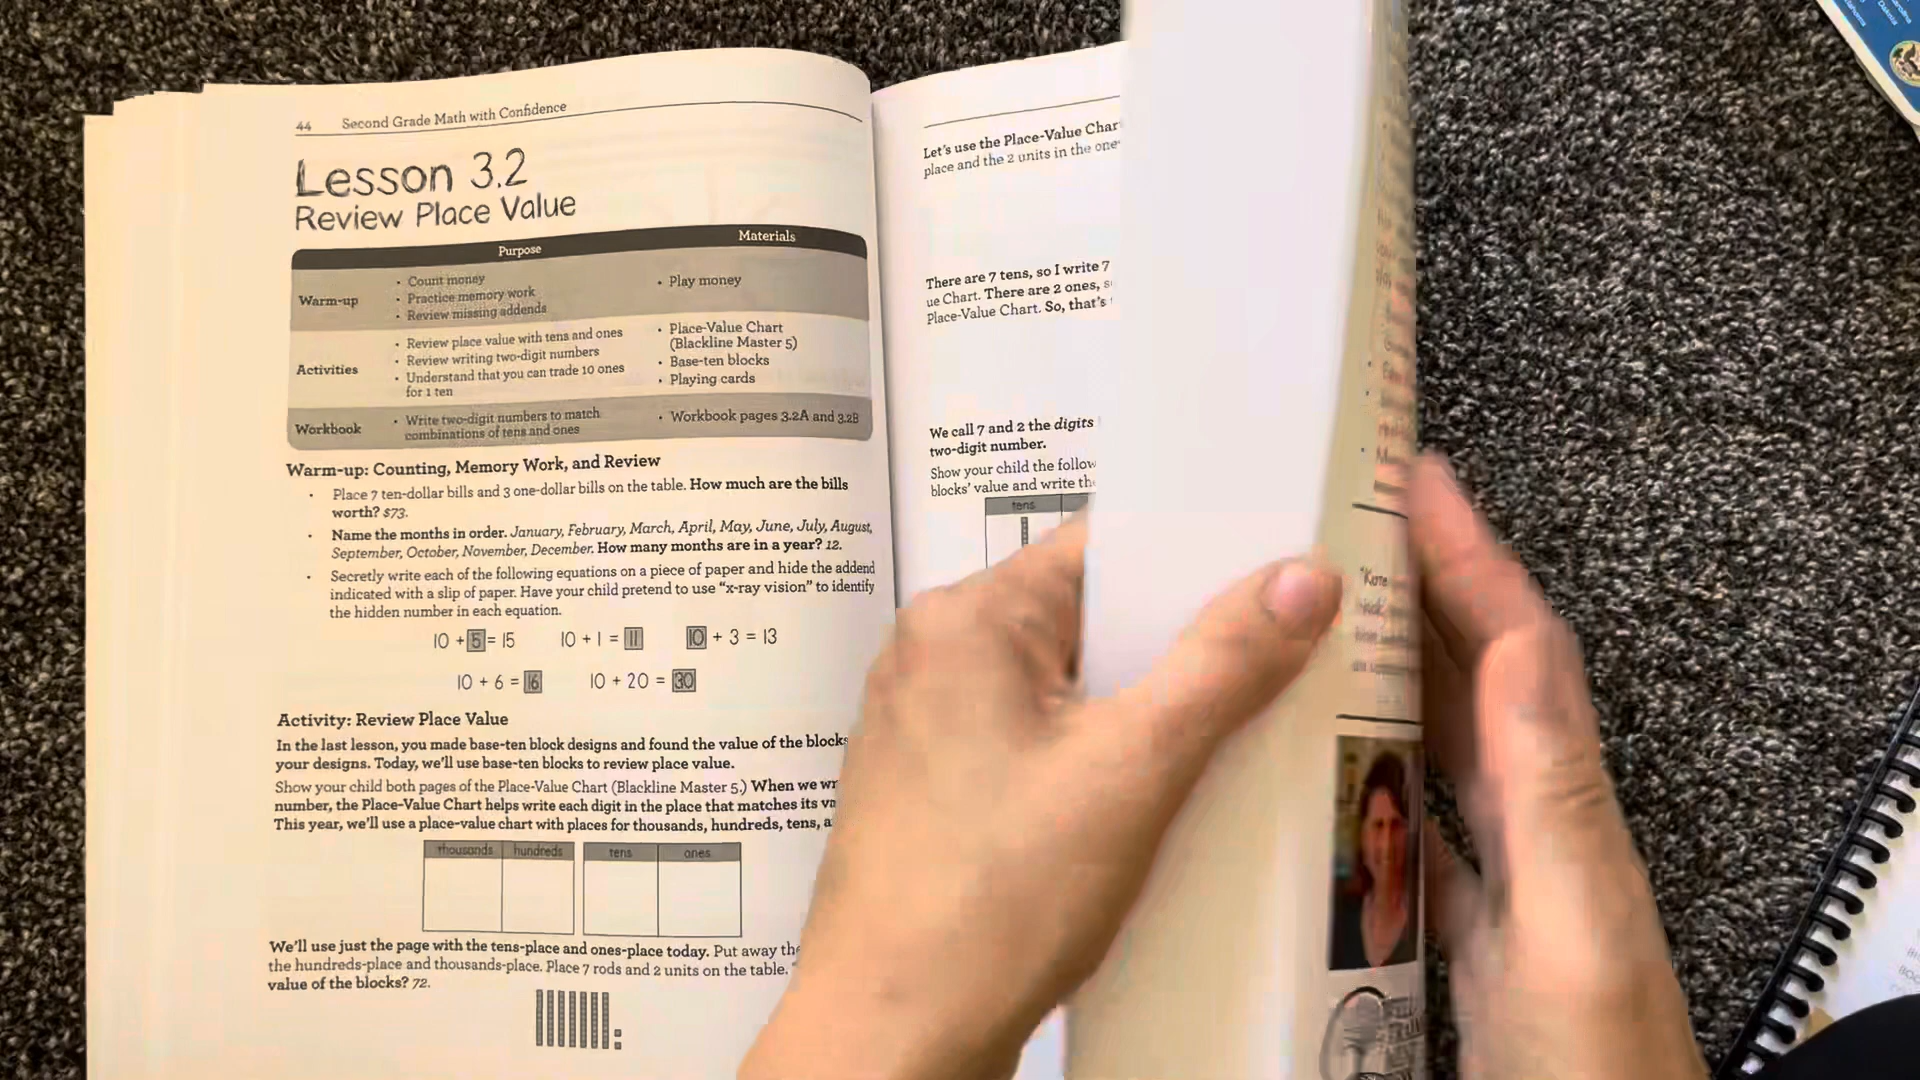 44 Second Grade Math with Confidence
Lesson 3.2
Review Place Value
Purpose Materials
Warm-up
• Count money
• Practice memory work
• Review missing addends
• Play money
Activities
• Review place value with tens and ones
• Review writing two-digit numbers
• Understand that you can trade 10 ones
for 1 ten
• Place-Value Chart
(Blackline Master 5)
• Base-ten blocks
• Playing cards
Workbook
• Write two-digit numbers to match
combinations of tens and ones
• Workbook pages 3.2A and 3.2B
Warm-up: Counting, Memory Work, and Review
• Place 7 ten-dollar bills and 3 one-dollar bills on the table. How much are the bills
worth? $73.
• Name the months in order. January, February, March, April, May, June, July, August,
September, October, November, December. How many months are in a year? 12.
• Secretly write each of the following equations on a piece of paper and hide the addend
indicated with a slip of paper. Have your child pretend to use “x-ray vision” to identify
the hidden number in each equation.
10 + 5 = 15 10 + 1 = 11 10 + 3 = 13
10 + 6 = 16 10 + 20 = 30
Activity: Review Place Value
In the last lesson, you made base-ten block designs and found the value of the blocks
your designs. Today, we’ll use base-ten blocks to review place value.
Show your child both pages of the Place-Value Chart (Blackline Master 5.) When we wr
number, the Place-Value Chart helps write each digit in the place that matches its
This year, we’ll use a place-value chart with places for thousands, hundreds, tens, a
thousands hundreds tens ones
We’ll use just the page with the tens-place and ones-place today. Put away the
the hundreds-place and thousands-place. Place 7 rods and 2 units on the table.
value of the blocks? 72.
Let’s use the Place-Value Char
place and the 2 units in the one
There are 7 tens, so I write 7
ue Chart. There are 2 ones, s
Place-Value Chart. So, that’s
We call 7 and 2 the digits
two-digit number.
Show your child the follow
blocks’ value and write th
tens
"Kate